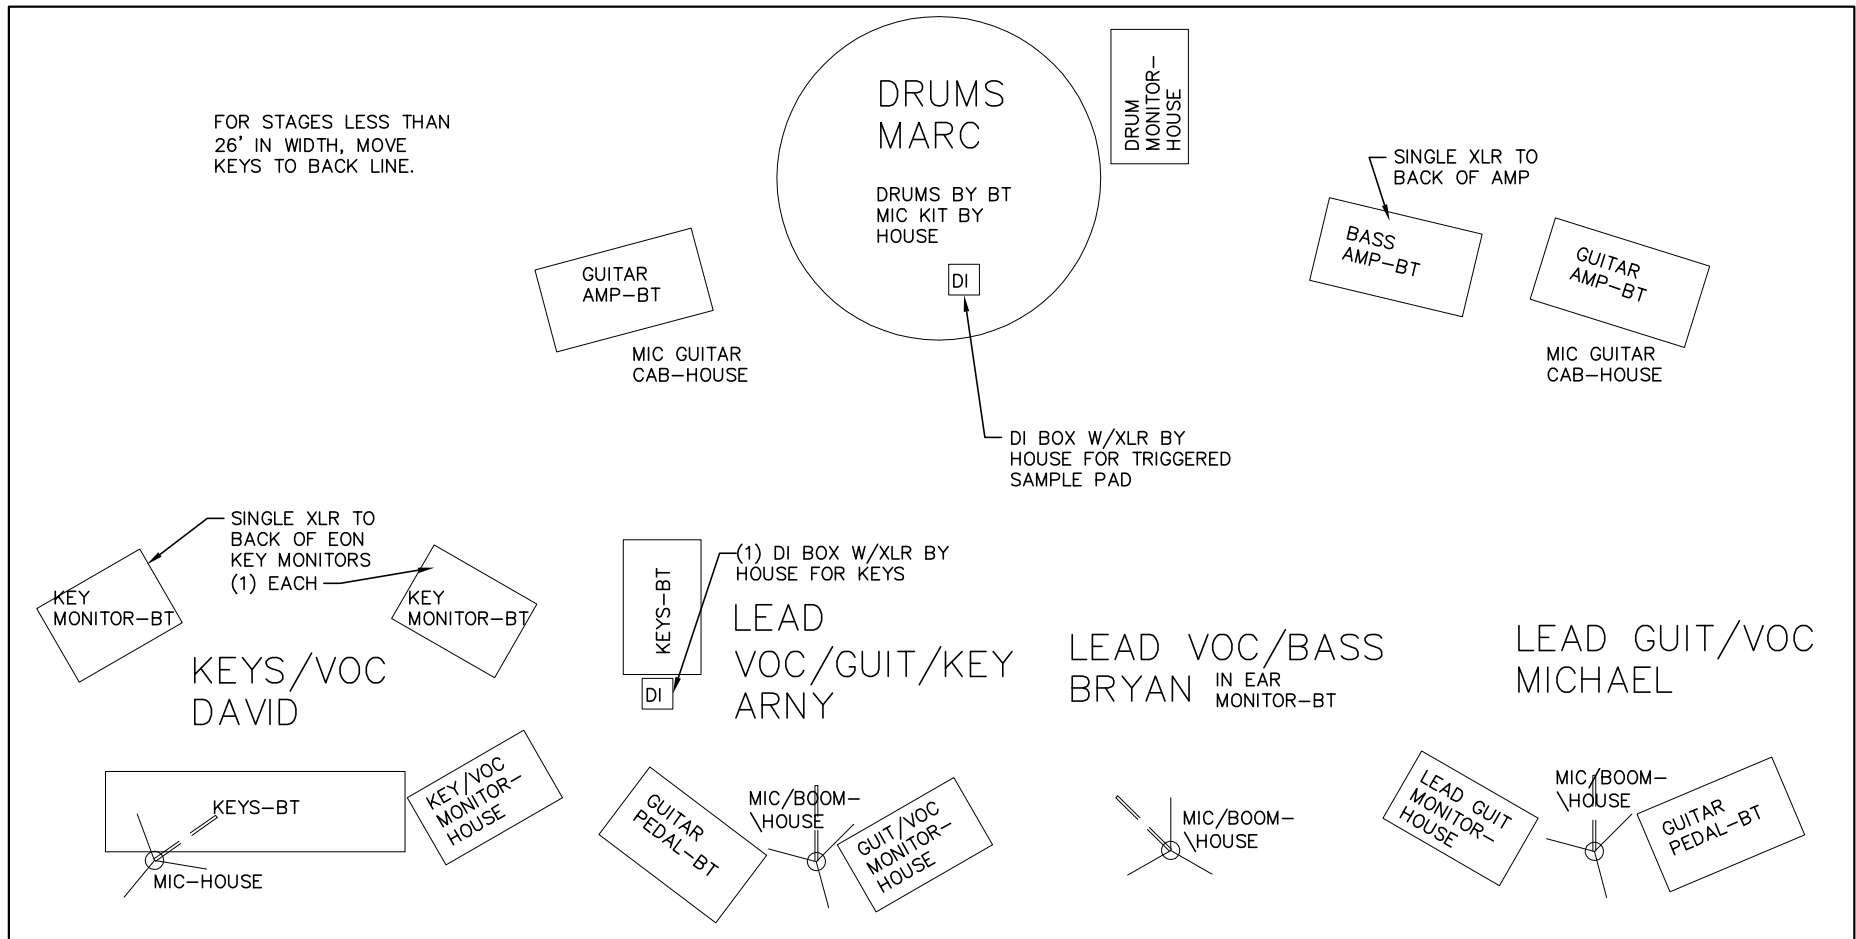 FOR STAGES LESS THAN
26' IN WIDTH, MOVE
KEYS TO BACK LINE.
DRUMS
MARC
DRUMS BY BT
MIC KIT BY
HOUSE
DI
DRUM
MONITOR-
HOUSE
SINGLE XLR TO
BACK OF AMP
GUITAR
AMP-BT
MIC GUITAR
CAB-HOUSE
BASS
AMP-BT
GUITAR
AMP-BT
MIC GUITAR
CAB-HOUSE
DI BOX W/XLR BY
HOUSE FOR TRIGGERED
SAMPLE PAD
SINGLE XLR TO
BACK OF EON
KEY MONITORS
(1) EACH
KEY
MONITOR-BT
KEY
MONITOR-BT
KEYS/VOC
DAVID
KEYS-BT
DI
(1) DI BOX W/XLR BY
HOUSE FOR KEYS
LEAD
VOC/GUIT/KEY
ARNY
LEAD VOC/BASS
BRYAN
IN EAR
MONITOR-BT
LEAD GUIT/VOC
MICHAEL
KEYS-BT
MIC-HOUSE
KEY/VOC
MONITOR-
HOUSE
GUITAR
PEDAL-BT
MIC/BOOM-
HOUSE
GUIT/VOC
MONITOR-
HOUSE
MIC/BOOM-
HOUSE
LEAD GUIT
MONITOR-
HOUSE
MIC/BOOM-
HOUSE
GUITAR
PEDAL-BT